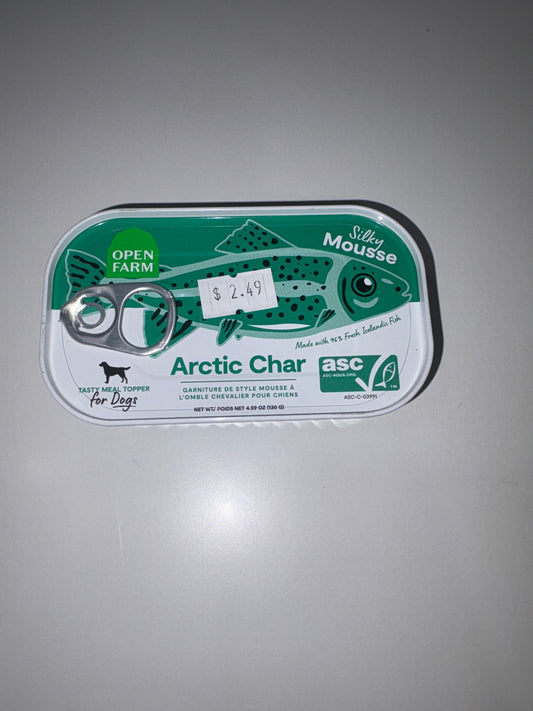 Silky
Mousse
OPEN
FARM
$ 2.49
Made with 96% Fresh Icelandic Fish
Arctic Char
asc
ASC-AQUA.ORG
TM
TASTY MEAL TOPPER
for Dogs
GARNITURE DE STYLE MOUSSE À
L'OMBLE CHEVALIER POUR CHIENS
ASC-C-03991
NET WT/ POIDS NET 4.59 OZ (130 G)